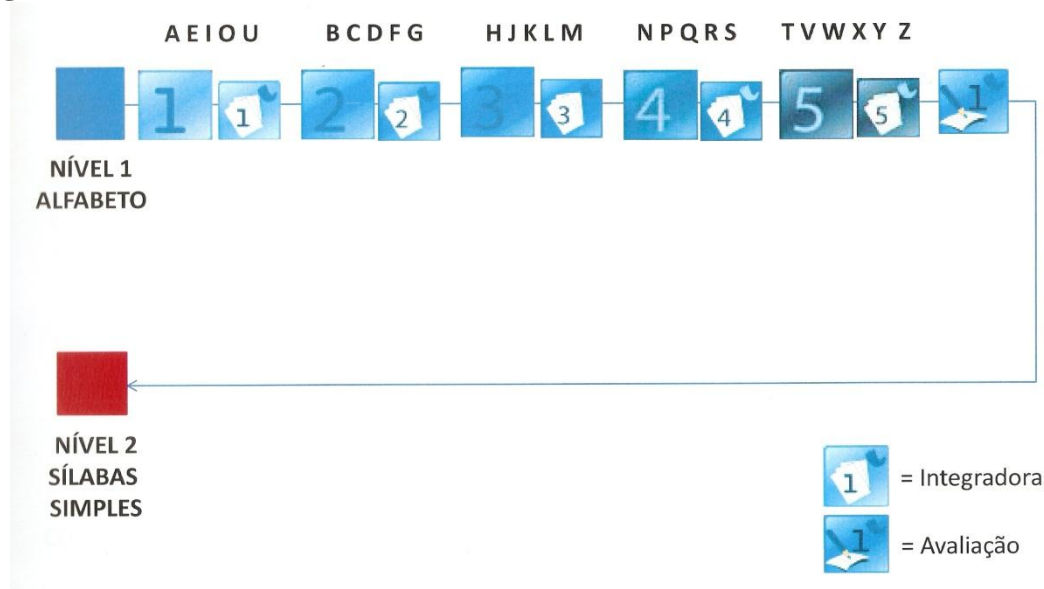 A E I O U B C D F G H J K L M N P Q R S T V W X Y Z
1 1 2 2 3 3 4 4 5 5 1
NÍVEL 1
ALFABETO
NÍVEL 2
SÍLABAS
SIMPLES
1 = Integradora
1 = Avaliação